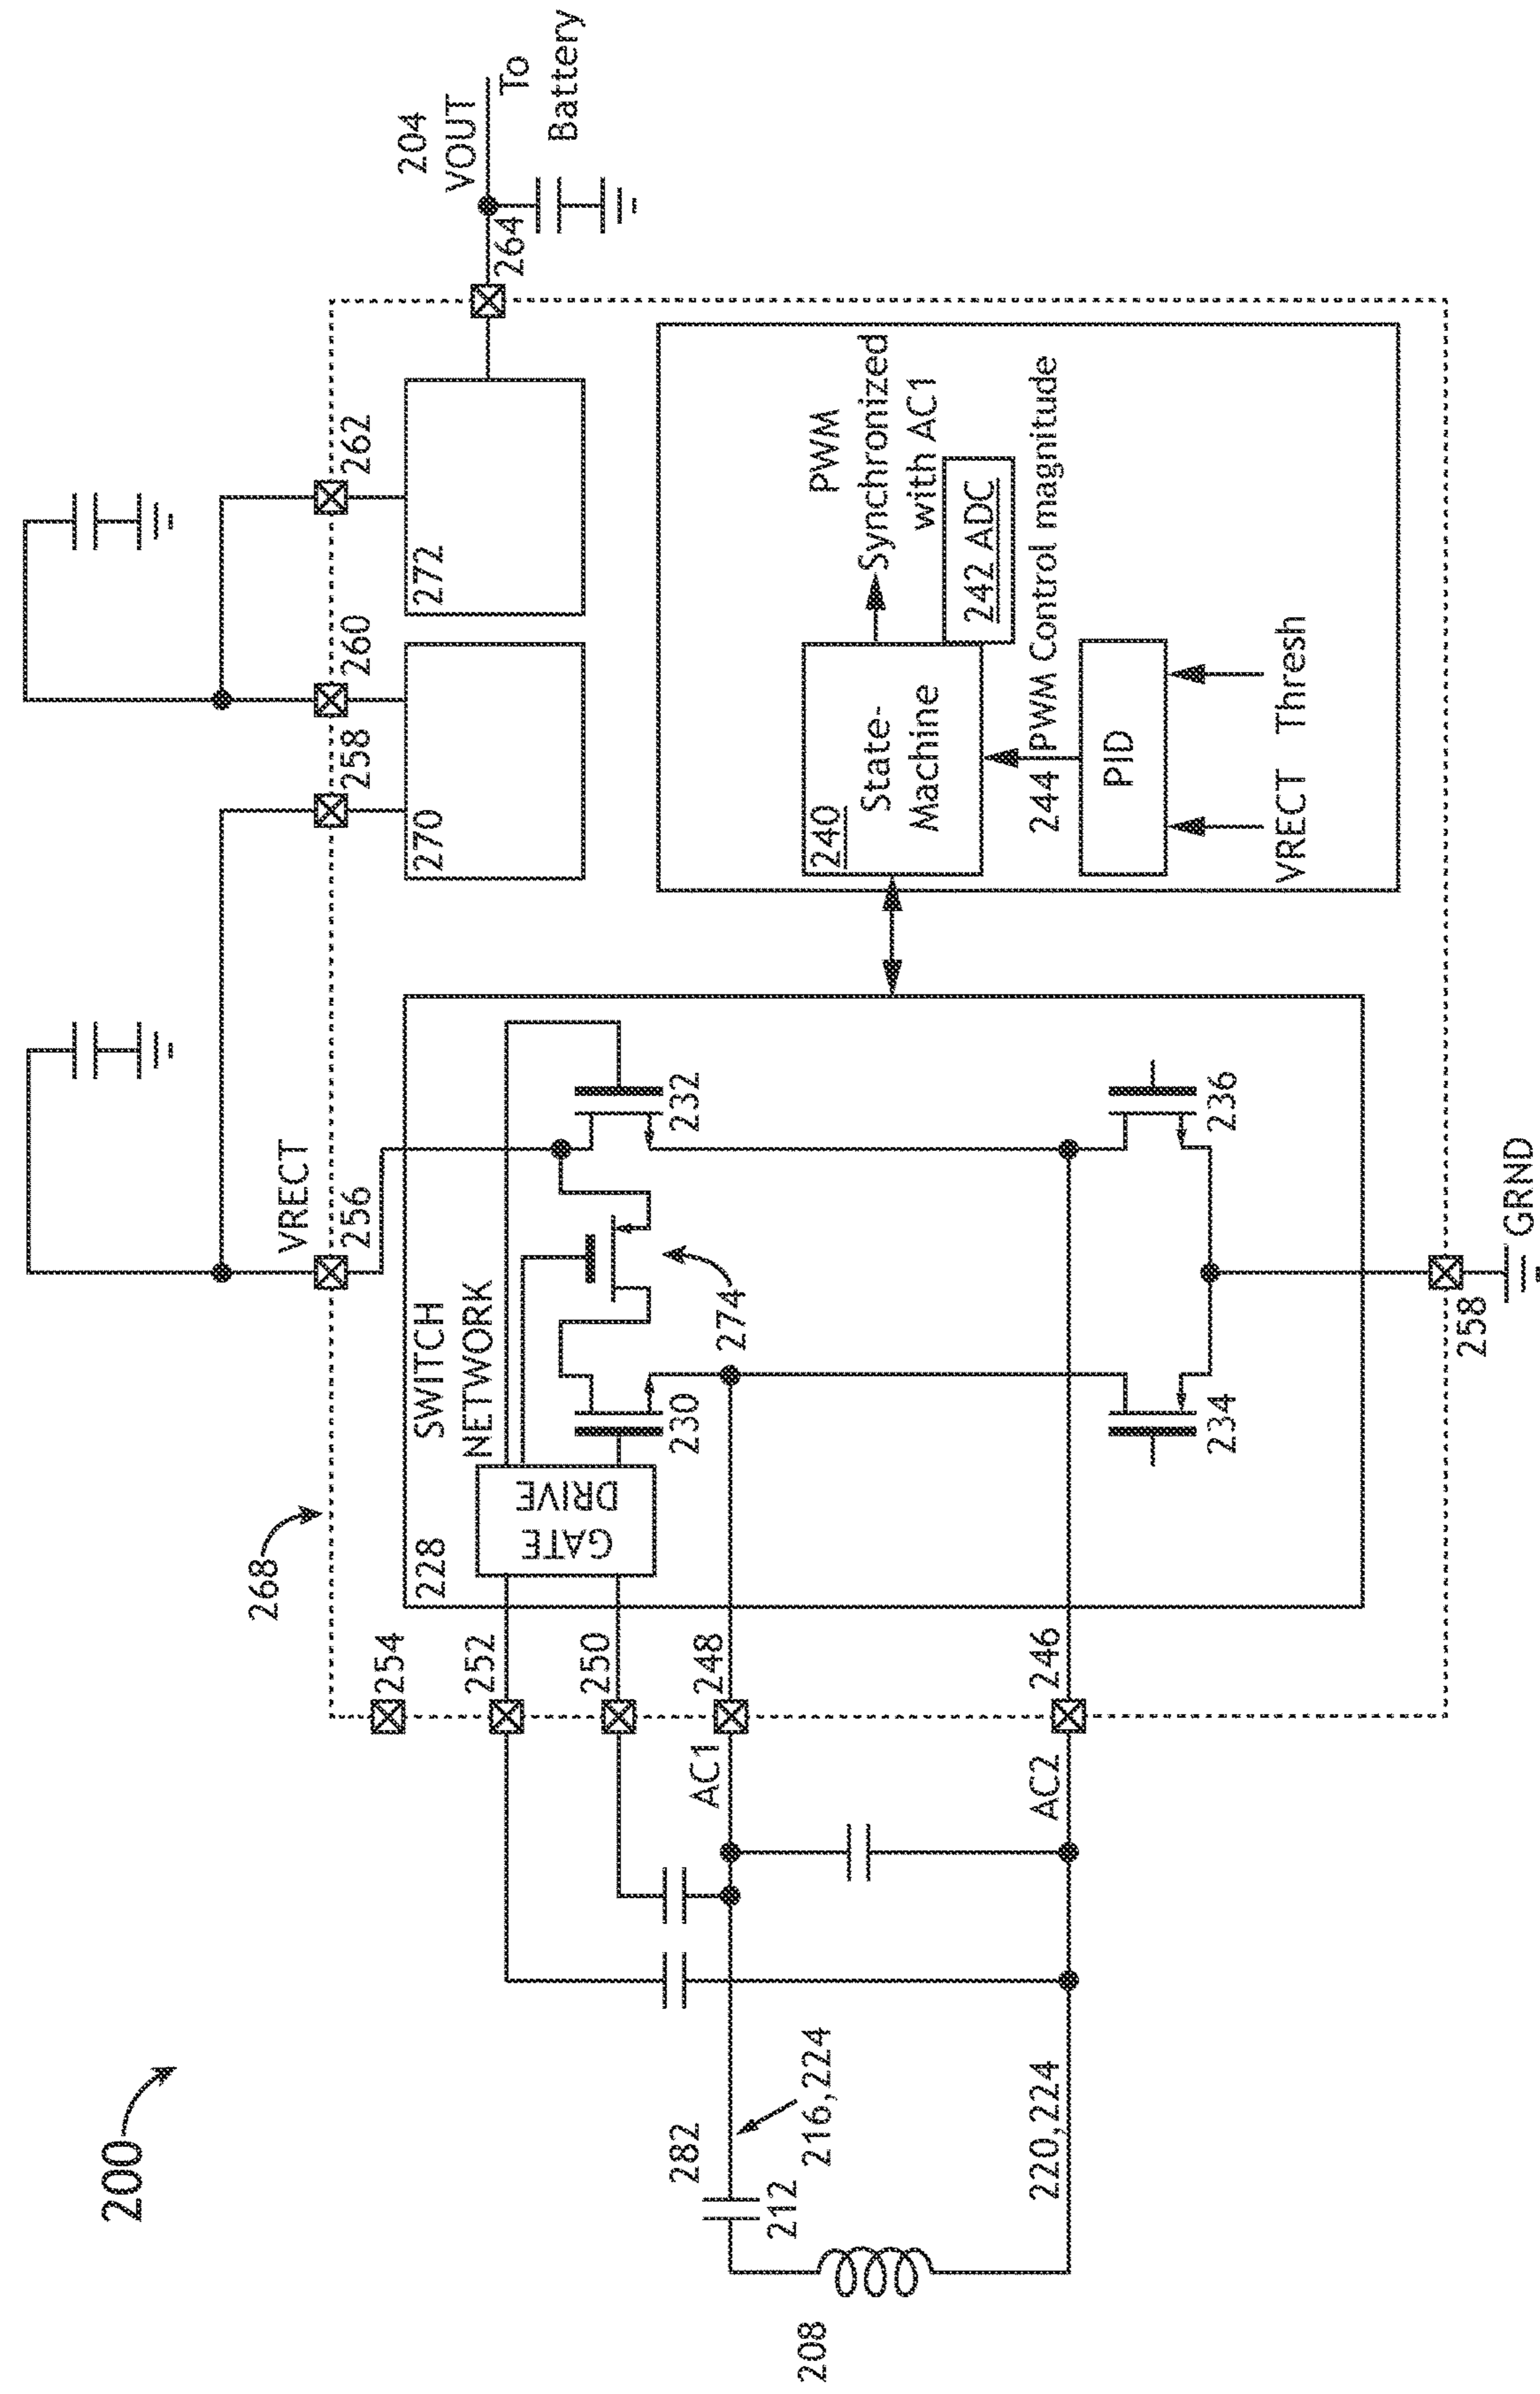 200
268
VRECT
204
VOUT
To
Battery
254
256
258
260
262
264
228
SWITCH
NETWORK
270
272
252
GATE
DRIVE
250
230
232
274
AC1
248
282
212
216,224
208
PWM
Synchronized
with AC1
240
State-
Machine
242 ADC
244 PWM Control magnitude
PID
AC2
246
220,224
234
236
VRECT
Thresh
258
GRND